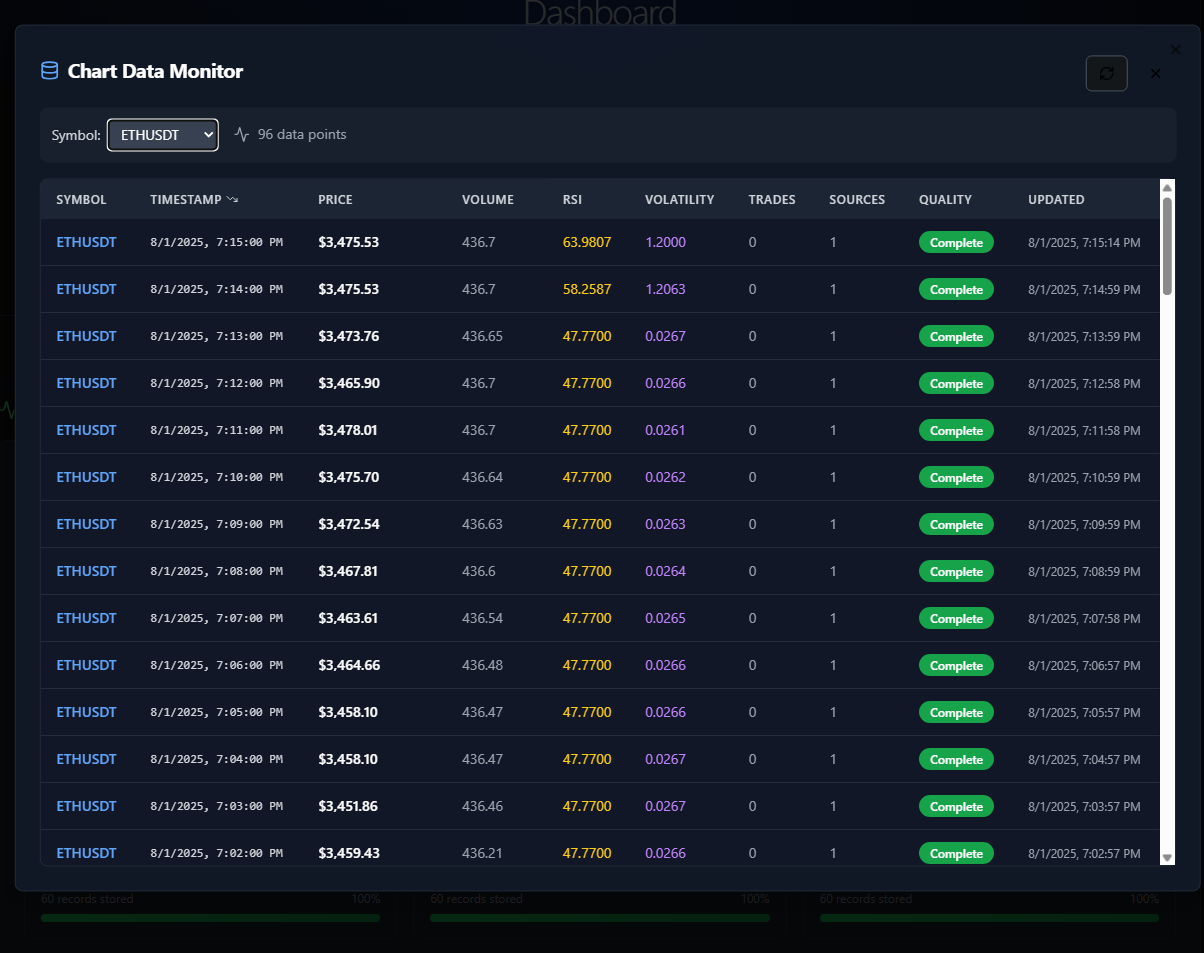 Dashboard
Chart Data Monitor
Symbol: ETHUSDT 96 data points
SYMBOL TIMESTAMP PRICE VOLUME RSI VOLATILITY TRADES SOURCES QUALITY UPDATED
ETHUSDT 8/1/2025, 7:15:00 PM $3,475.53 436.7 63.9807 1.2000 0 1 Complete 8/1/2025, 7:15:14 PM
ETHUSDT 8/1/2025, 7:14:00 PM $3,475.53 436.7 58.2587 1.2063 0 1 Complete 8/1/2025, 7:14:59 PM
ETHUSDT 8/1/2025, 7:13:00 PM $3,473.76 436.65 47.7700 0.0267 0 1 Complete 8/1/2025, 7:13:59 PM
ETHUSDT 8/1/2025, 7:12:00 PM $3,465.90 436.7 47.7700 0.0266 0 1 Complete 8/1/2025, 7:12:58 PM
ETHUSDT 8/1/2025, 7:11:00 PM $3,478.01 436.7 47.7700 0.0261 0 1 Complete 8/1/2025, 7:11:58 PM
ETHUSDT 8/1/2025, 7:10:00 PM $3,475.70 436.64 47.7700 0.0262 0 1 Complete 8/1/2025, 7:10:59 PM
ETHUSDT 8/1/2025, 7:09:00 PM $3,472.54 436.63 47.7700 0.0263 0 1 Complete 8/1/2025, 7:09:59 PM
ETHUSDT 8/1/2025, 7:08:00 PM $3,467.81 436.6 47.7700 0.0264 0 1 Complete 8/1/2025, 7:08:59 PM
ETHUSDT 8/1/2025, 7:07:00 PM $3,463.61 436.54 47.7700 0.0265 0 1 Complete 8/1/2025, 7:07:58 PM
ETHUSDT 8/1/2025, 7:06:00 PM $3,464.66 436.48 47.7700 0.0266 0 1 Complete 8/1/2025, 7:06:57 PM
ETHUSDT 8/1/2025, 7:05:00 PM $3,458.10 436.47 47.7700 0.0266 0 1 Complete 8/1/2025, 7:05:57 PM
ETHUSDT 8/1/2025, 7:04:00 PM $3,458.10 436.47 47.7700 0.0267 0 1 Complete 8/1/2025, 7:04:57 PM
ETHUSDT 8/1/2025, 7:03:00 PM $3,451.86 436.46 47.7700 0.0267 0 1 Complete 8/1/2025, 7:03:57 PM
ETHUSDT 8/1/2025, 7:02:00 PM $3,459.43 436.21 47.7700 0.0266 0 1 Complete 8/1/2025, 7:02:57 PM
60 records stored 100% 60 records stored 100% 60 records stored 100%